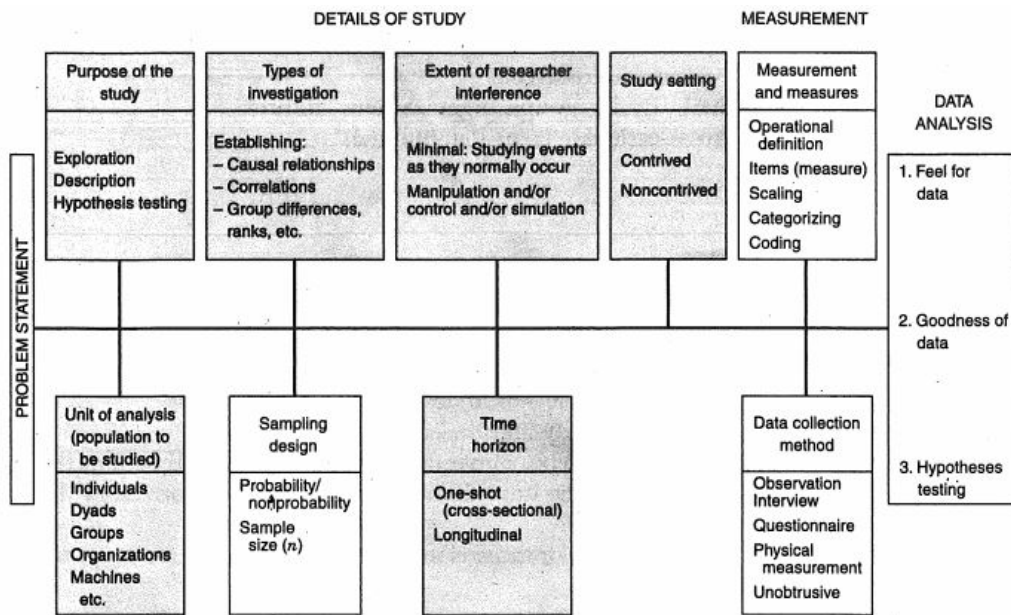 DETAILS OF STUDY
MEASUREMENT
Purpose of the
study
Exploration
Description
Hypothesis testing
Types of
investigation
Establishing:
– Causal relationships
– Correlations
– Group differences,
ranks, etc.
Extent of researcher
interference
Minimal: Studying events
as they normally occur
Manipulation and/or
control and/or simulation
Study setting
Contrived
Noncontrived
Measurement
and measures
Operational
definition
Items (measure)
Scaling
Categorizing
Coding
DATA
ANALYSIS
1. Feel for
data
2. Goodness of
data
3. Hypotheses
testing
PROBLEM STATEMENT
Unit of analysis
(population to
be studied)
Individuals
Dyads
Groups
Organizations
Machines
etc.
Sampling
design
Probability/
nonprobability
Sample
size (n)
Time
horizon
One-shot
(cross-sectional)
Longitudinal
Data collection
method
Observation
Interview
Questionnaire
Physical
measurement
Unobtrusive